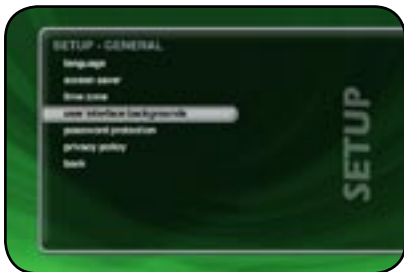 SETUP - GENERAL
language
screen saver
time zone
user interface backgrounds
password protection
privacy policy
back
SETUP